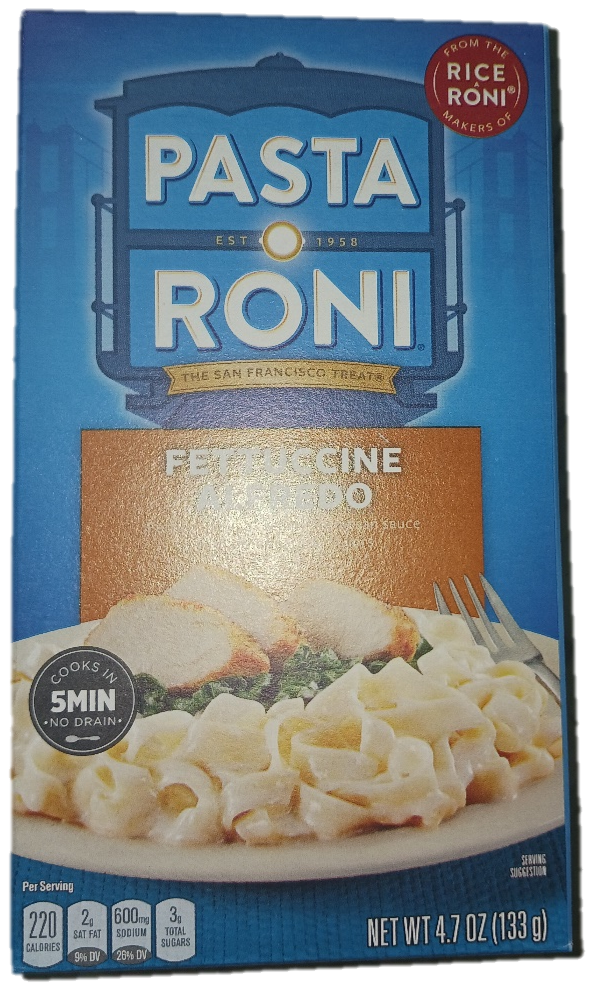 FROM THE
RICE
A
RONI®
MAKERS OF
PASTA
EST 1958
RONI®
THE SAN FRANCISCO TREAT®
FETTUCCINE
ALFREDO
sauce
COOKS IN
5MIN
•NO DRAIN•
SERVING
SUGGESTION
Per Serving
220
CALORIES
2g
SAT FAT
9% DV
600mg
SODIUM
26% DV
3g
TOTAL
SUGARS
NET WT 4.7 OZ (133 g)